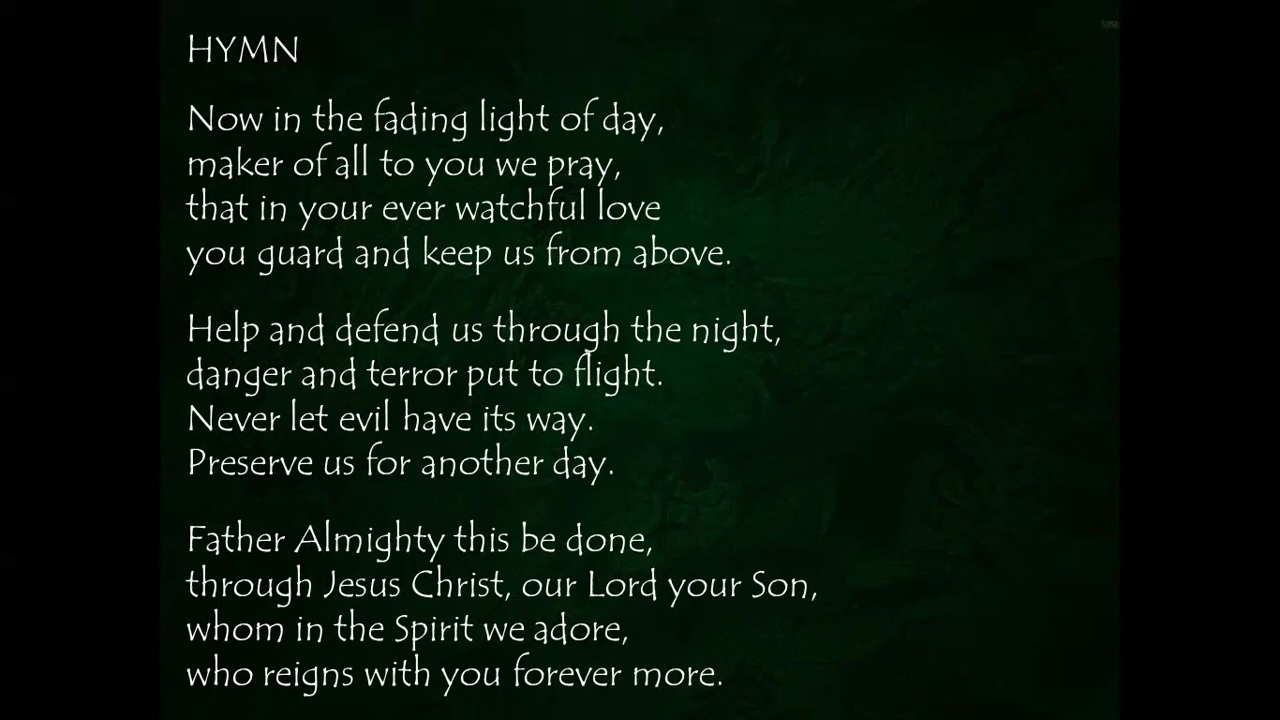 HYMN
Now in the fading light of day,
maker of all to you we pray,
that in your ever watchful love
you guard and keep us from above.
Help and defend us through the night,
danger and terror put to flight.
Never let evil have its way.
Preserve us for another day.
Father Almighty this be done,
through Jesus Christ, our Lord your Son,
whom in the Spirit we adore,
who reigns with you forever more.